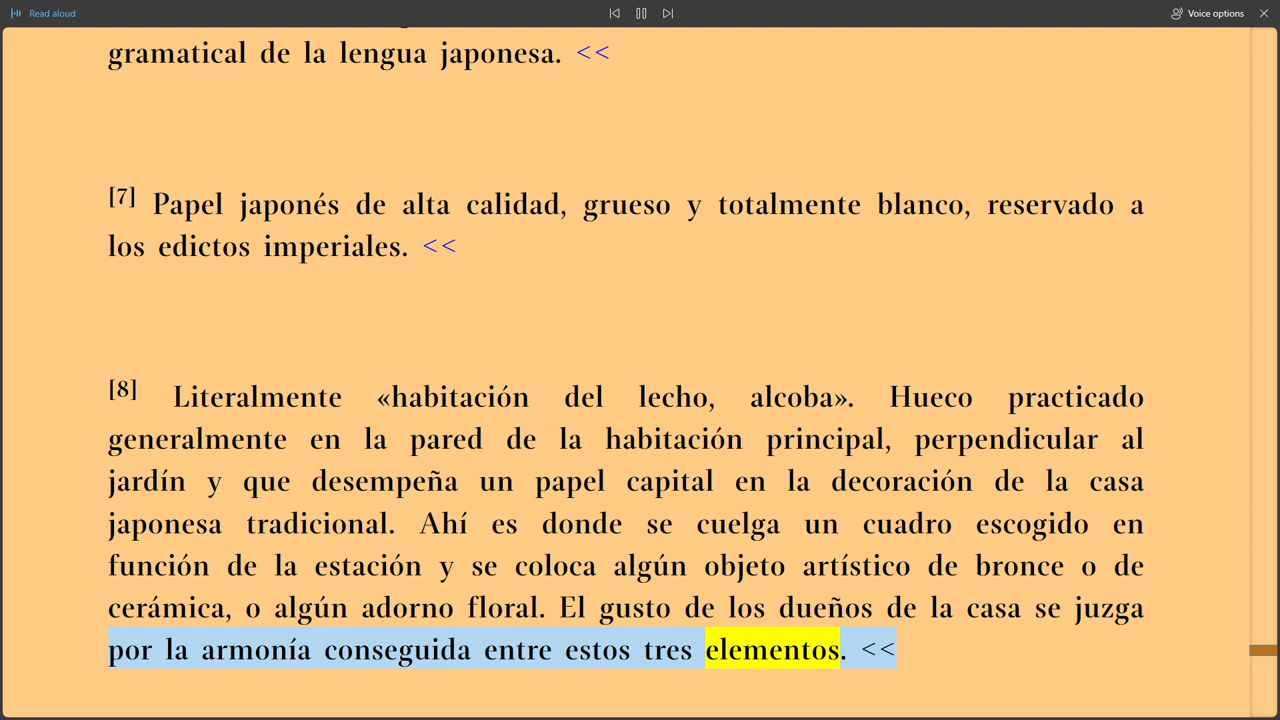 Read aloud
Voice options
gramatical de la lengua japonesa. <<
[7] Papel japonés de alta calidad, grueso y totalmente blanco, reservado a
los edictos imperiales. <<
[8] Literalmente «habitación del lecho, alcoba». Hueco practicado
generalmente en la pared de la habitación principal, perpendicular al
jardín y que desempeña un papel capital en la decoración de la casa
japonesa tradicional. Ahí es donde se cuelga un cuadro escogido en
función de la estación y se coloca algún objeto artístico de bronce o de
cerámica, o algún adorno floral. El gusto de los dueños de la casa se juzga
por la armonía conseguida entre estos tres elementos. <<